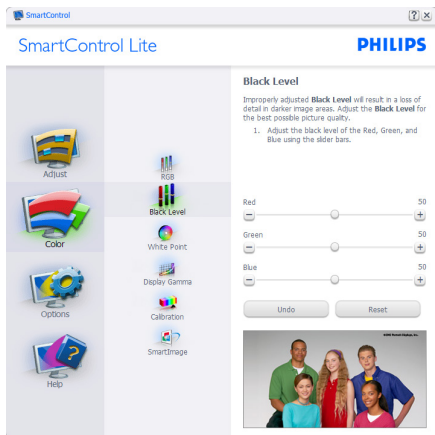 SmartControl
? x
SmartControl Lite
PHILIPS
Adjust
Color
Options
Help
RGB
Black Level
White Point
Display Gamma
Calibration
SmartImage
Black Level
Improperly adjusted Black Level will result in a loss of
detail in darker image areas. Adjust the Black Level for
the best possible picture quality.
1. Adjust the black level of the Red, Green, and
Blue using the slider bars.
Red 50
Green 50
Blue 50
Undo Reset